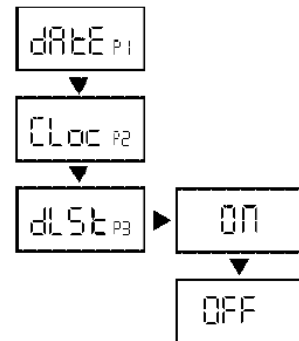 dAtE P1
CLoc P2
dLSt P3
ON
OFF